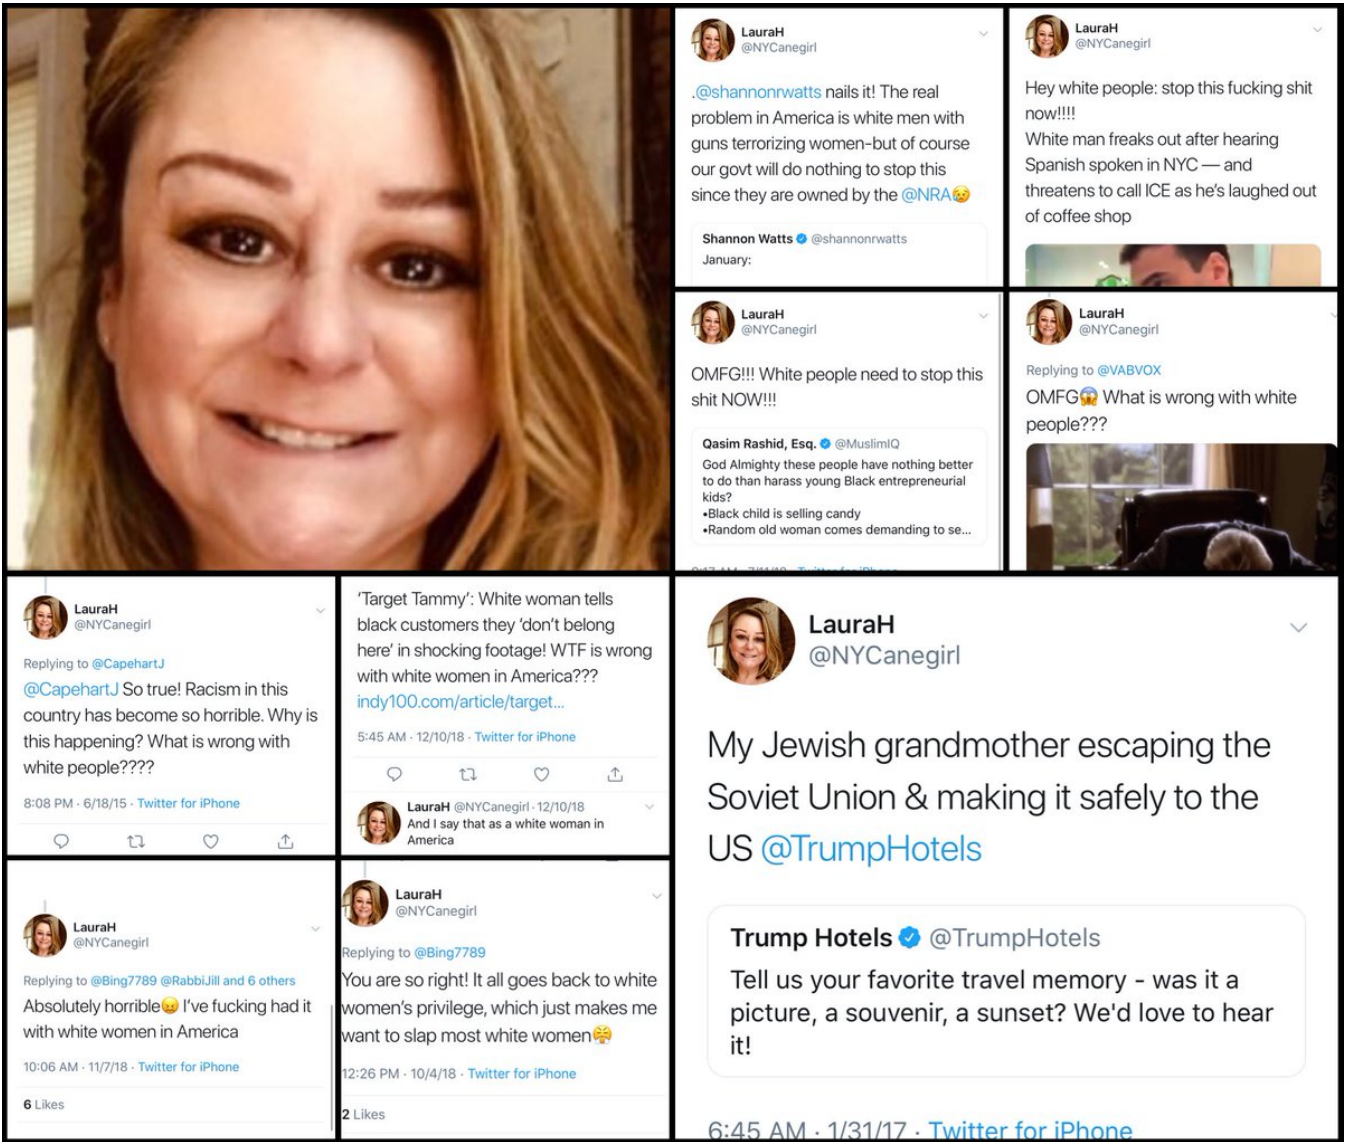 LauraH
@NYCanegirl
.@shannonrwatts nails it! The real
problem in America is white men with
guns terrorizing women-but of course
our govt will do nothing to stop this
since they are owned by the @NRA😥
Shannon Watts @shannonrwatts
January:
LauraH
@NYCanegirl
Hey white people: stop this fucking shit
now!!!!
White man freaks out after hearing
Spanish spoken in NYC — and
threatens to call ICE as he's laughed out
of coffee shop
LauraH
@NYCanegirl
OMFG!!! White people need to stop this
shit NOW!!!
Qasim Rashid, Esq. @MuslimIQ
God Almighty these people have nothing better
to do than harass young Black entrepreneurial
kids?
•Black child is selling candy
•Random old woman comes demanding to se...
Twitter for iPhone
LauraH
@NYCanegirl
Replying to @VABVOX
OMFG😱 What is wrong with white
people???
LauraH
@NYCanegirl
Replying to @CapehartJ
@CapehartJ So true! Racism in this
country has become so horrible. Why is
this happening? What is wrong with
white people????
8:08 PM · 6/18/15 · Twitter for iPhone
'Target Tammy': White woman tells
black customers they 'don't belong
here' in shocking footage! WTF is wrong
with white women in America???
indy100.com/article/target...
5:45 AM · 12/10/18 · Twitter for iPhone
LauraH @NYCanegirl · 12/10/18
And I say that as a white woman in
America
LauraH
@NYCanegirl
Replying to @Bing7789 @RabbiJill and 6 others
Absolutely horrible😖 I've fucking had it
with white women in America
10:06 AM · 11/7/18 · Twitter for iPhone
6 Likes
LauraH
@NYCanegirl
Replying to @Bing7789
You are so right! It all goes back to white
women's privilege, which just makes me
want to slap most white women😤
12:26 PM · 10/4/18 · Twitter for iPhone
2 Likes
LauraH
@NYCanegirl
My Jewish grandmother escaping the
Soviet Union & making it safely to the
US @TrumpHotels
Trump Hotels @TrumpHotels
Tell us your favorite travel memory - was it a
picture, a souvenir, a sunset? We'd love to hear
it!
6:45 AM · 1/31/17 · Twitter for iPhone